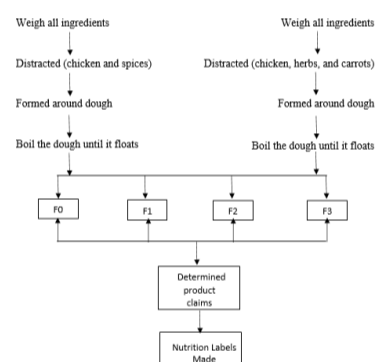 Weigh all ingredients
Weigh all ingredients
Distracted (chicken and spices)
Distracted (chicken, herbs, and carrots)
Formed around dough
Formed around dough
Boil the dough until it floats
Boil the dough until it floats
F0
F1
F2
F3
Determined
product
claims
Nutrition Labels
Made